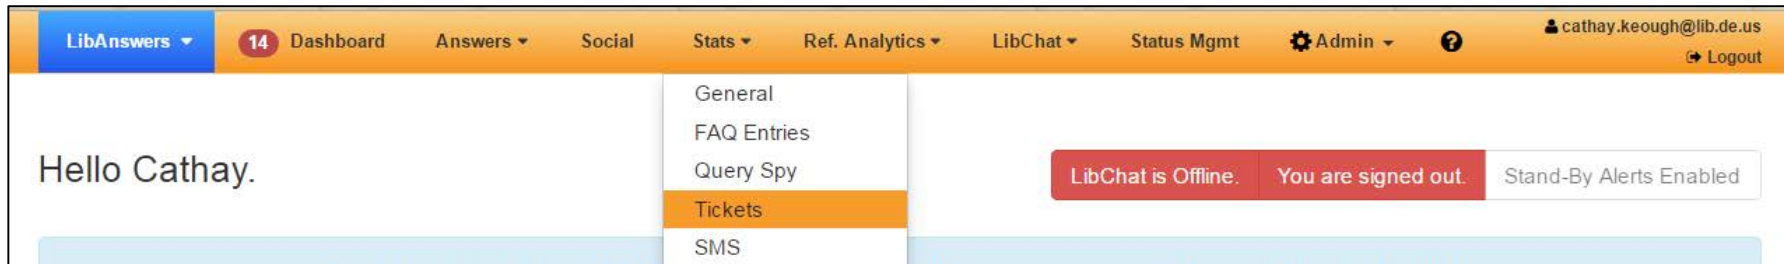 LibAnswers 14 Dashboard Answers Social Stats Ref. Analytics LibChat Status Mgmt Admin ? cathay.keough@lib.de.us
Logout
General
FAQ Entries
Query Spy
Tickets
SMS
Hello Cathay.
LibChat is Offline. You are signed out. Stand-By Alerts Enabled